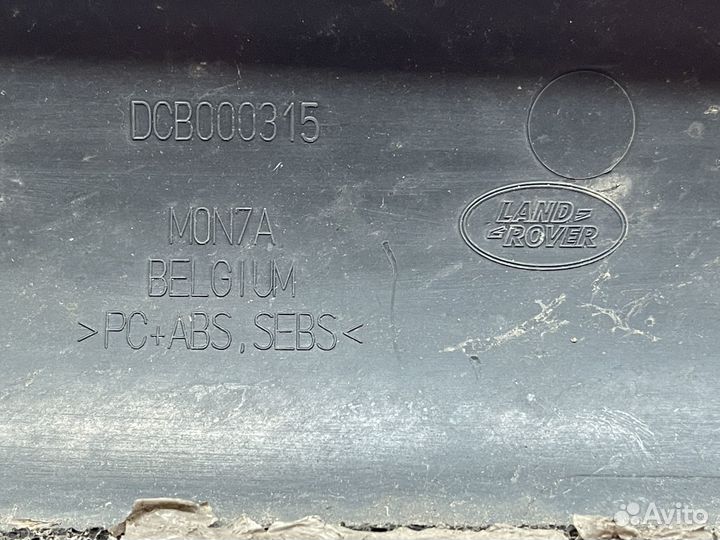 DCB000315
LAND
ROVER
M0N7A
BELGIUM
>PC+ABS,SEBS<
Avito